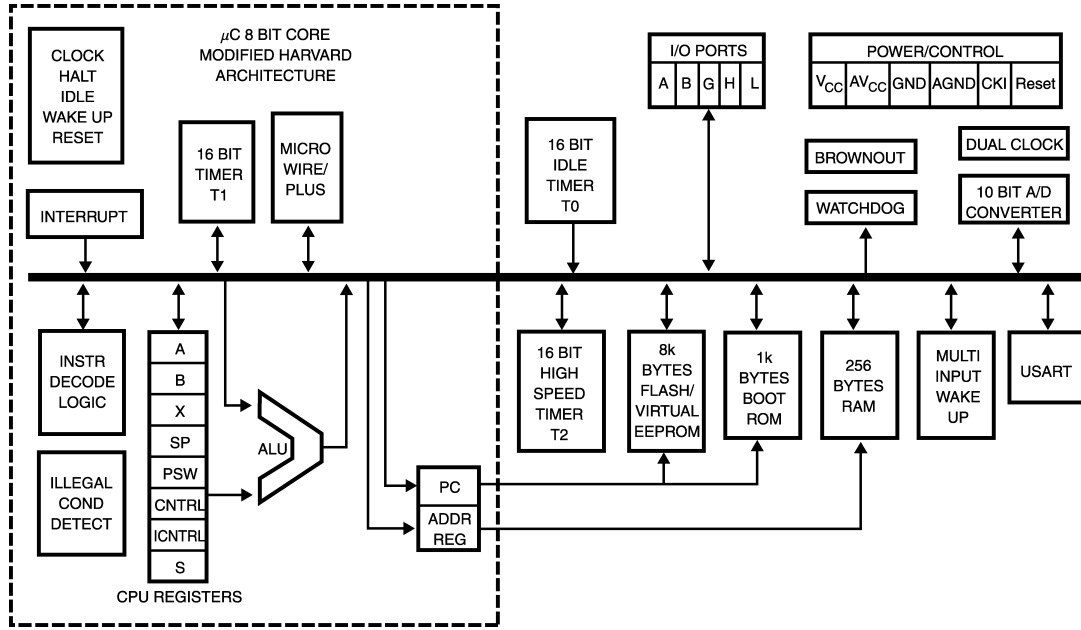 μC 8 BIT CORE
MODIFIED HARVARD
ARCHITECTURE
CLOCK
HALT
IDLE
WAKE UP
RESET
INTERRUPT
16 BIT
TIMER
T1
MICRO
WIRE/
PLUS
16 BIT
IDLE
TIMER
T0
I/O PORTS
A B G H L
POWER/CONTROL
VCC AVCC GND AGND CKI Reset
BROWNOUT
WATCHDOG
DUAL CLOCK
10 BIT A/D
CONVERTER
INSTR
DECODE
LOGIC
ILLEGAL
COND
DETECT
A
B
X
SP
PSW
CNTRL
ICNTRL
S
CPU REGISTERS
ALU
PC
ADDR
REG
16 BIT
HIGH
SPEED
TIMER
T2
8k
BYTES
FLASH/
VIRTUAL
EEPROM
1k
BYTES
BOOT
ROM
256
BYTES
RAM
MULTI
INPUT
WAKE
UP
USART